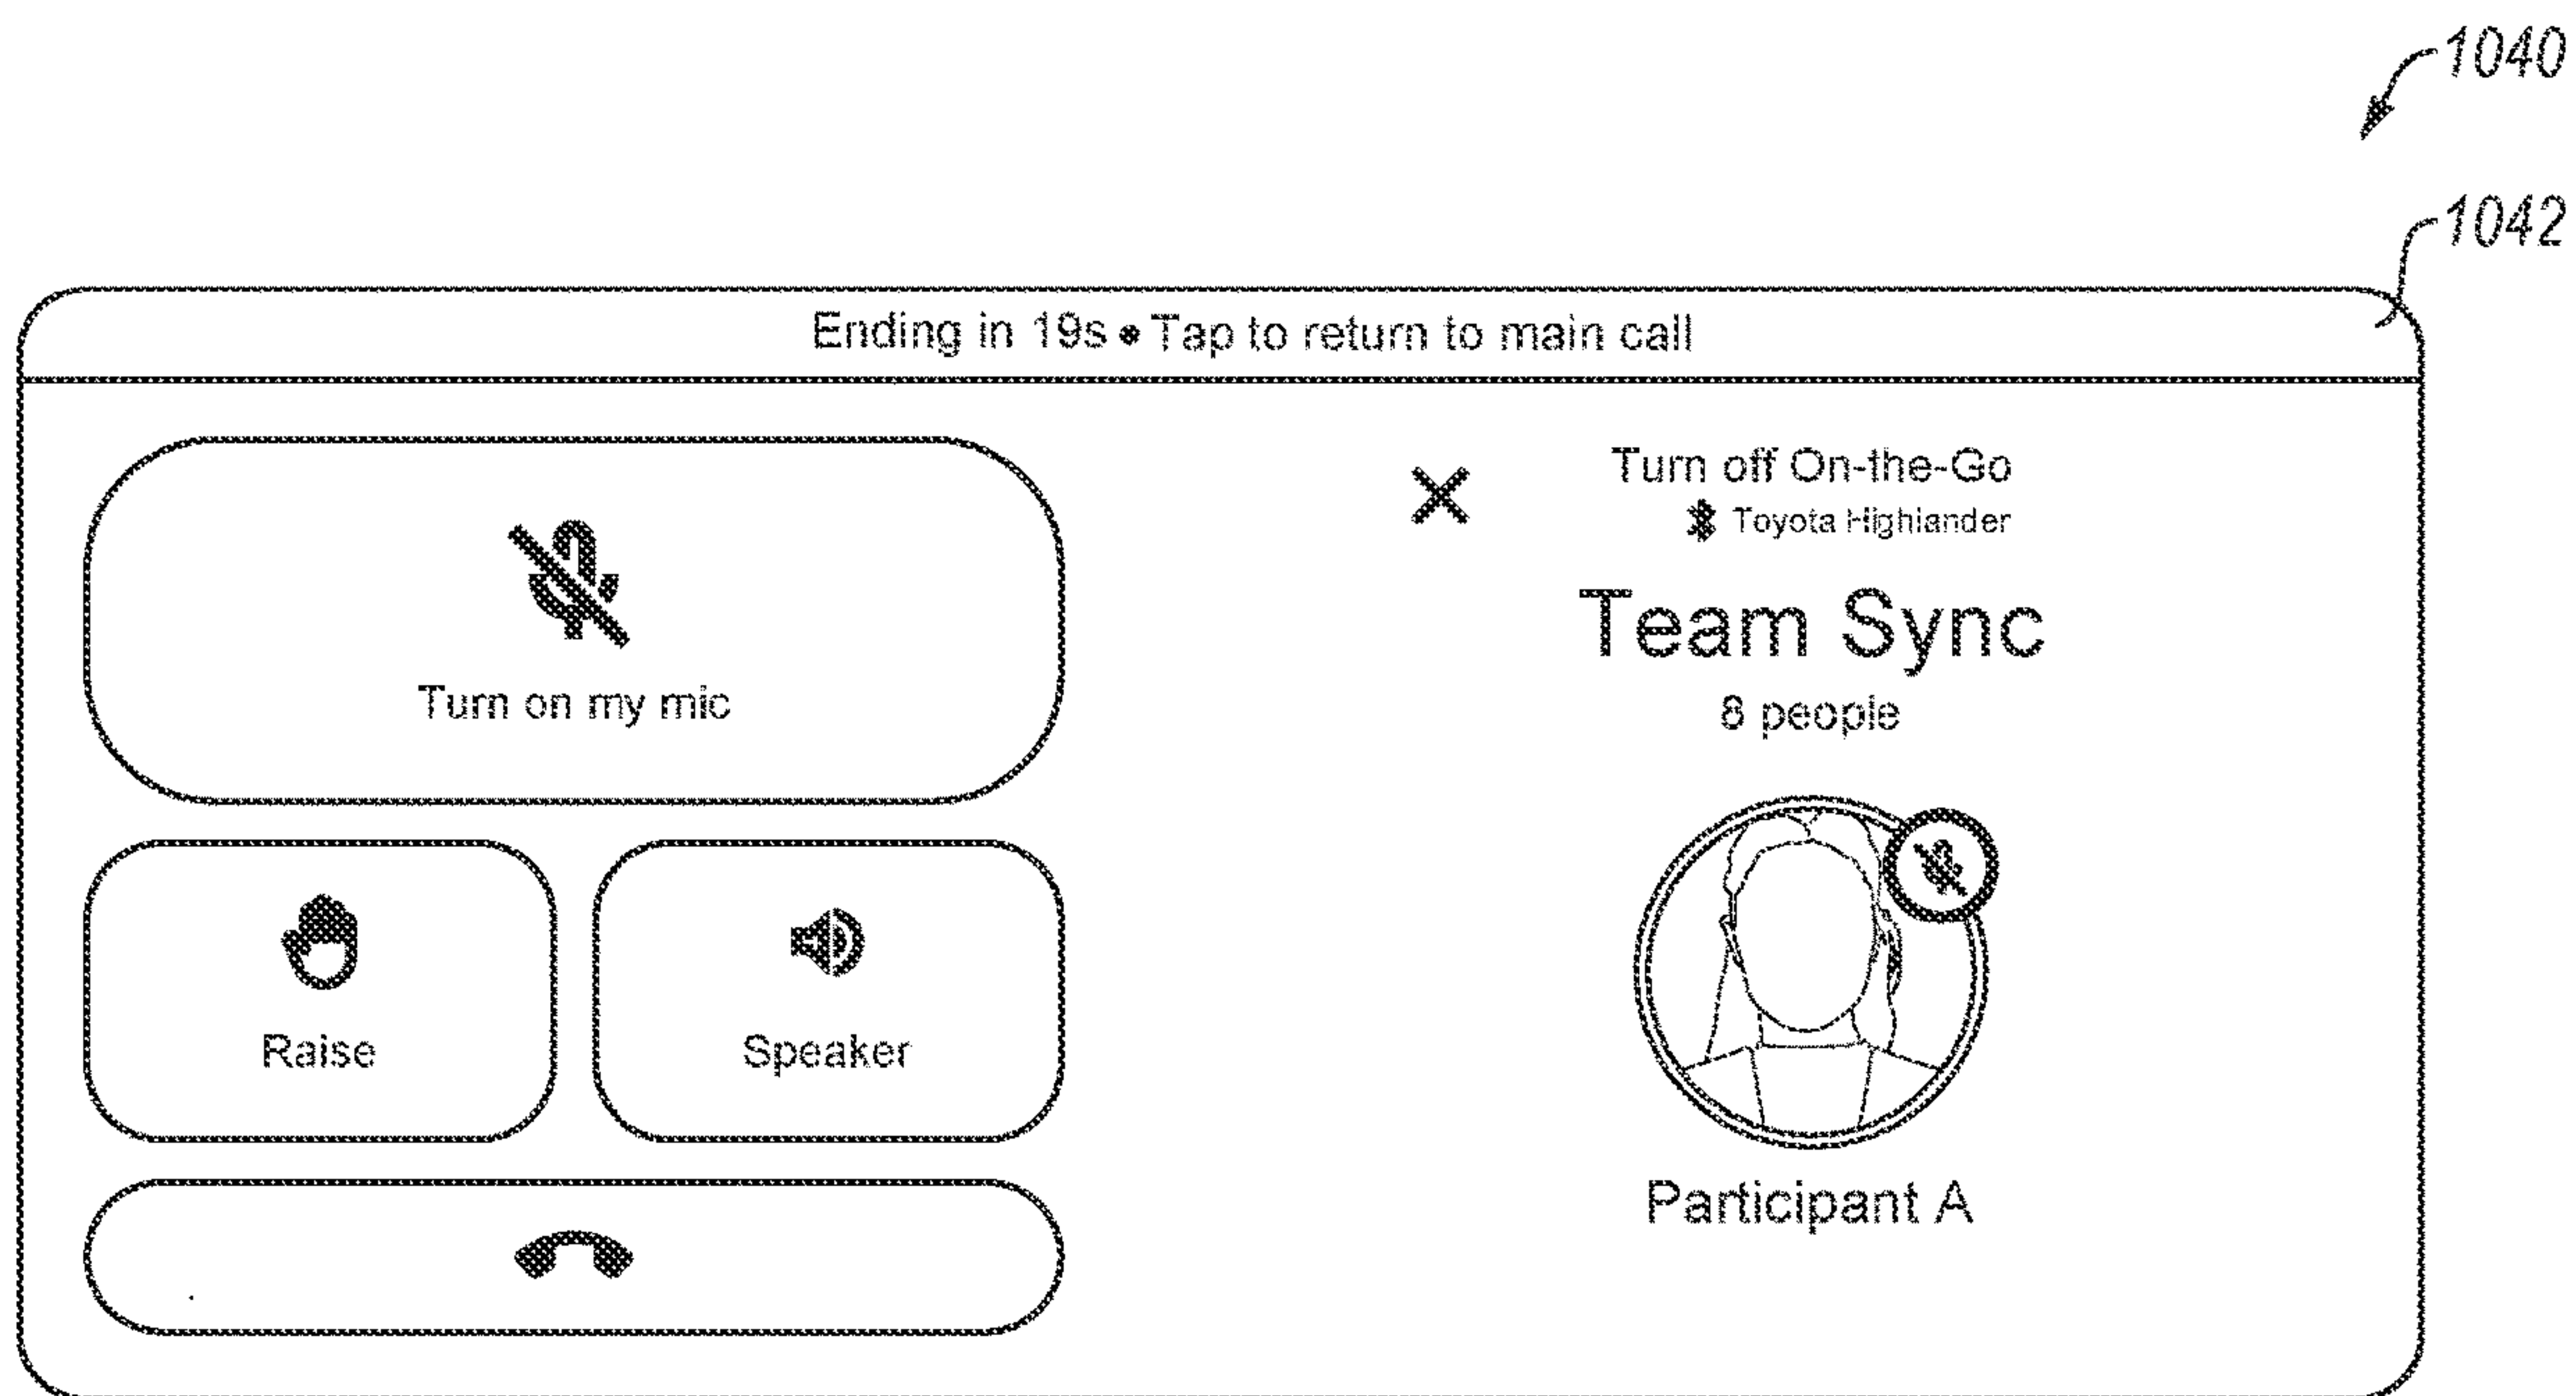 1040
1042
Ending in 19s • Tap to return to main call
Turn on my mic
Raise
Speaker
Turn off On-the-Go
Toyota Highlander
Team Sync
8 people
Participant A